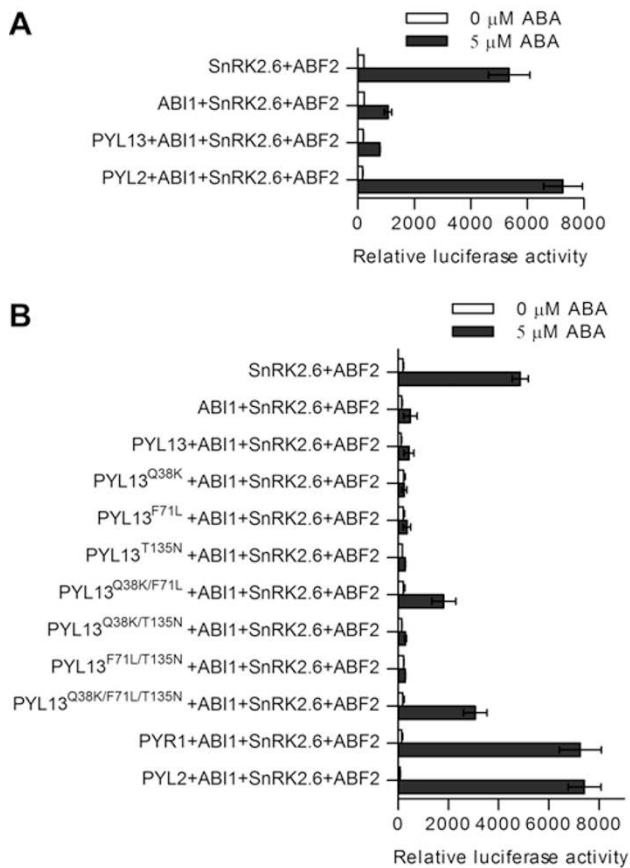 A
0 μM ABA
5 μM ABA
SnRK2.6+ABF2
ABI1+SnRK2.6+ABF2
PYL13+ABI1+SnRK2.6+ABF2
PYL2+ABI1+SnRK2.6+ABF2
0 2000 4000 6000 8000
Relative luciferase activity
B
0 μM ABA
5 μM ABA
SnRK2.6+ABF2
ABI1+SnRK2.6+ABF2
PYL13+ABI1+SnRK2.6+ABF2
PYL13Q38K +ABI1+SnRK2.6+ABF2
PYL13F71L +ABI1+SnRK2.6+ABF2
PYL13T135N +ABI1+SnRK2.6+ABF2
PYL13Q38K/F71L +ABI1+SnRK2.6+ABF2
PYL13Q38K/T135N +ABI1+SnRK2.6+ABF2
PYL13F71L/T135N +ABI1+SnRK2.6+ABF2
PYL13Q38K/F71L/T135N +ABI1+SnRK2.6+ABF2
PYR1+ABI1+SnRK2.6+ABF2
PYL2+ABI1+SnRK2.6+ABF2
0 2000 4000 6000 8000
Relative luciferase activity